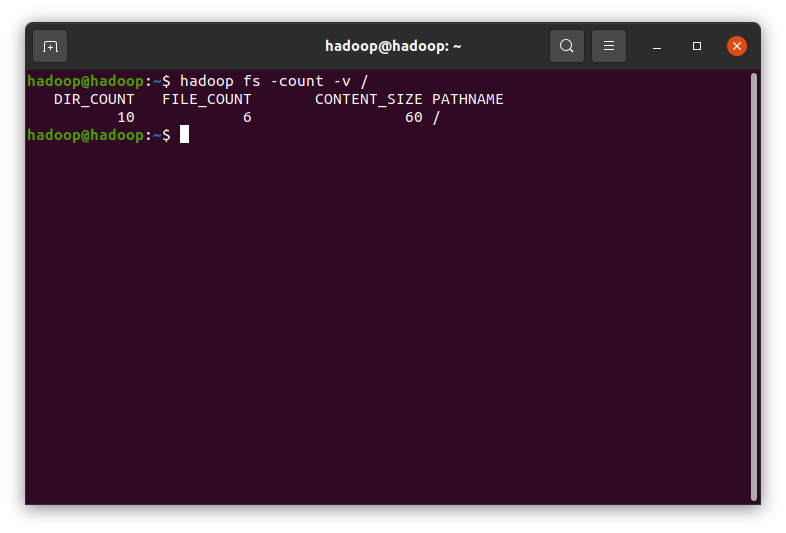 hadoop@hadoop: ~
hadoop@hadoop:~$ hadoop fs -count -v /
DIR_COUNT FILE_COUNT CONTENT_SIZE PATHNAME
10 6 60 /
hadoop@hadoop:~$